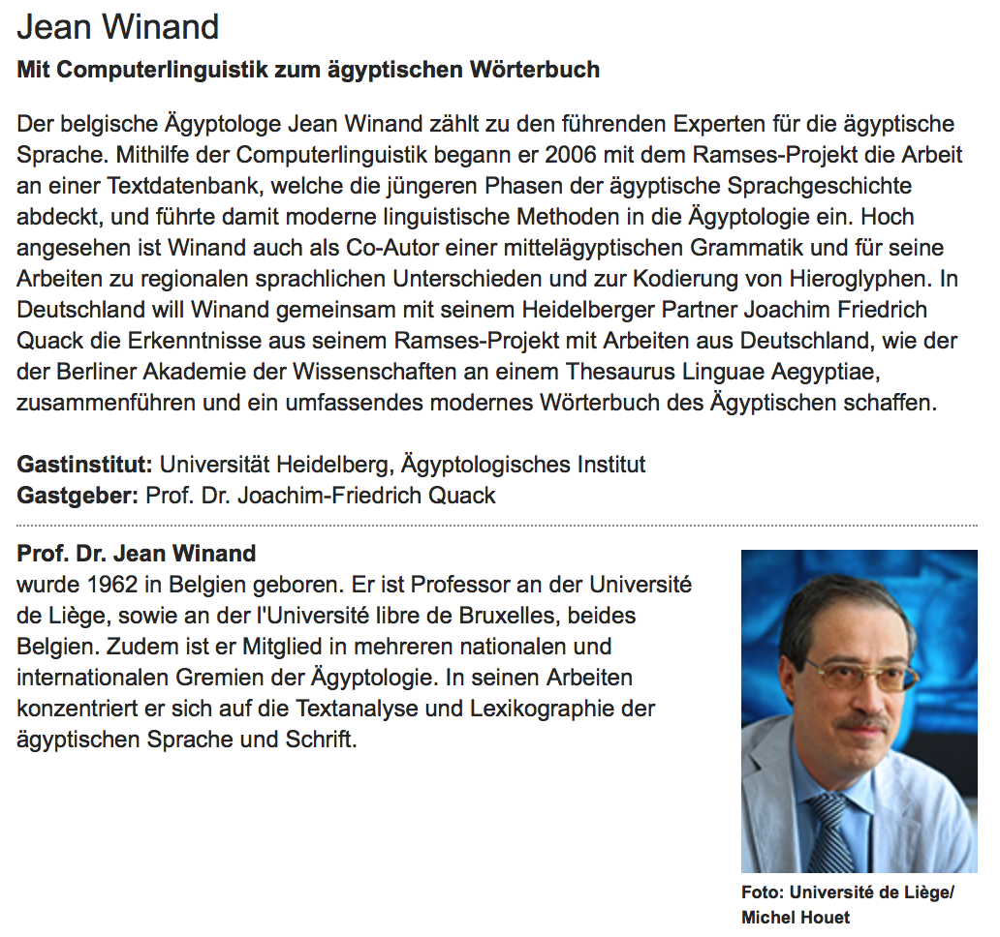 Jean Winand
Mit Computerlinguistik zum ägyptischen Wörterbuch
Der belgische Ägyptologe Jean Winand zählt zu den führenden Experten für die ägyptische
Sprache. Mithilfe der Computerlinguistik begann er 2006 mit dem Ramses-Projekt die Arbeit
an einer Textdatenbank, welche die jüngeren Phasen der ägyptische Sprachgeschichte
abdeckt, und führte damit moderne linguistische Methoden in die Ägyptologie ein. Hoch
angesehen ist Winand auch als Co-Autor einer mittelägyptischen Grammatik und für seine
Arbeiten zu regionalen sprachlichen Unterschieden und zur Kodierung von Hieroglyphen. In
Deutschland will Winand gemeinsam mit seinem Heidelberger Partner Joachim Friedrich
Quack die Erkenntnisse aus seinem Ramses-Projekt mit Arbeiten aus Deutschland, wie der
der Berliner Akademie der Wissenschaften an einem Thesaurus Linguae Aegyptiae,
zusammenführen und ein umfassendes modernes Wörterbuch des Ägyptischen schaffen.
Gastinstitut: Universität Heidelberg, Ägyptologisches Institut
Gastgeber: Prof. Dr. Joachim-Friedrich Quack
Prof. Dr. Jean Winand
wurde 1962 in Belgien geboren. Er ist Professor an der Université
de Liège, sowie an der l'Université libre de Bruxelles, beides
Belgien. Zudem ist er Mitglied in mehreren nationalen und
internationalen Gremien der Ägyptologie. In seinen Arbeiten
konzentriert er sich auf die Textanalyse und Lexikographie der
ägyptischen Sprache und Schrift.
Foto: Université de Liège/
Michel Houet